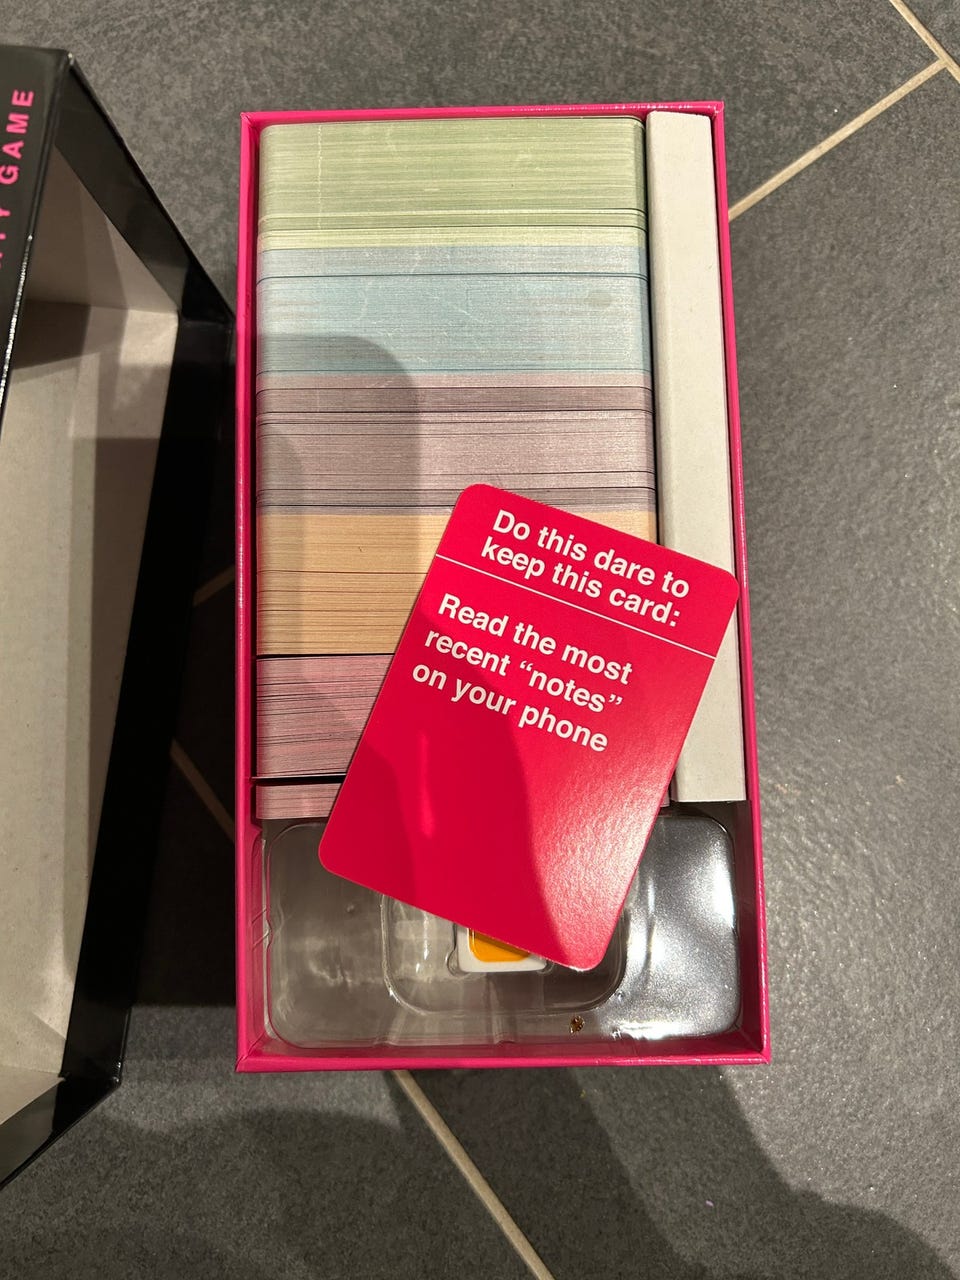 GAME
Do this dare to
keep this card:
Read the most
recent “notes”
on your phone